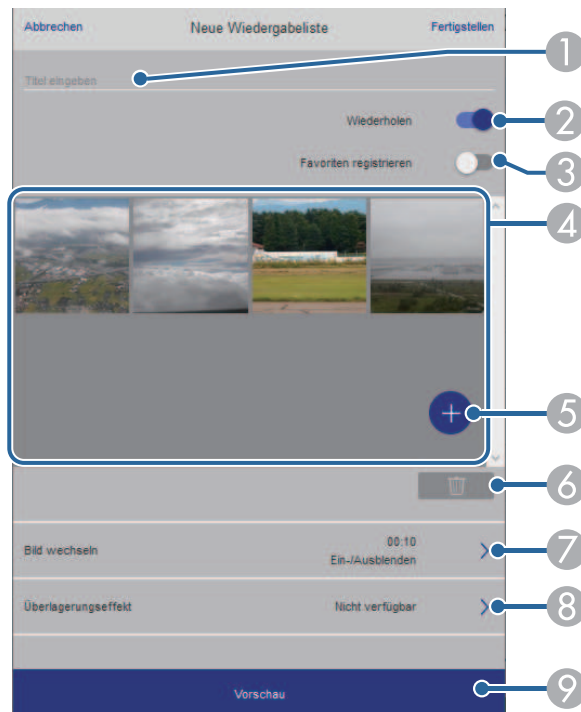 Abbrechen Neue Wiedergabeliste Fertigstellen
Titel eingeben 1
Wiederholen 2
Favoriten registrieren 3
4
+ 5
6
Bild wechseln 00:10 7
Ein-/Ausblenden
Überlagerungseffekt Nicht verfügbar 8
Vorschau 9